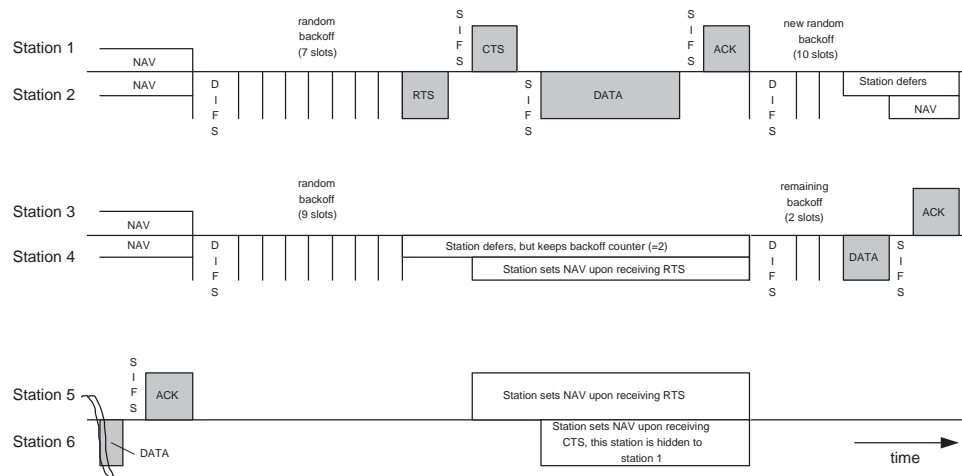 random
backoff
(7 slots)
S
I
F
S
CTS
S
I
F
S
ACK
new random
backoff
(10 slots)
Station 1
NAV
Station 2
NAV
D
I
F
S
RTS
S
I
F
S
DATA
D
I
F
S
Station defers
NAV
random
backoff
(9 slots)
remaining
backoff
(2 slots)
Station 3
NAV
ACK
Station 4
NAV
D
I
F
S
Station defers, but keeps backoff counter (=2)
Station sets NAV upon receiving RTS
D
I
F
S
DATA
S
I
F
S
S
I
F
S
Station 5
ACK
Station sets NAV upon receiving RTS
Station 6
DATA
Station sets NAV upon receiving
CTS, this station is hidden to
station 1
time